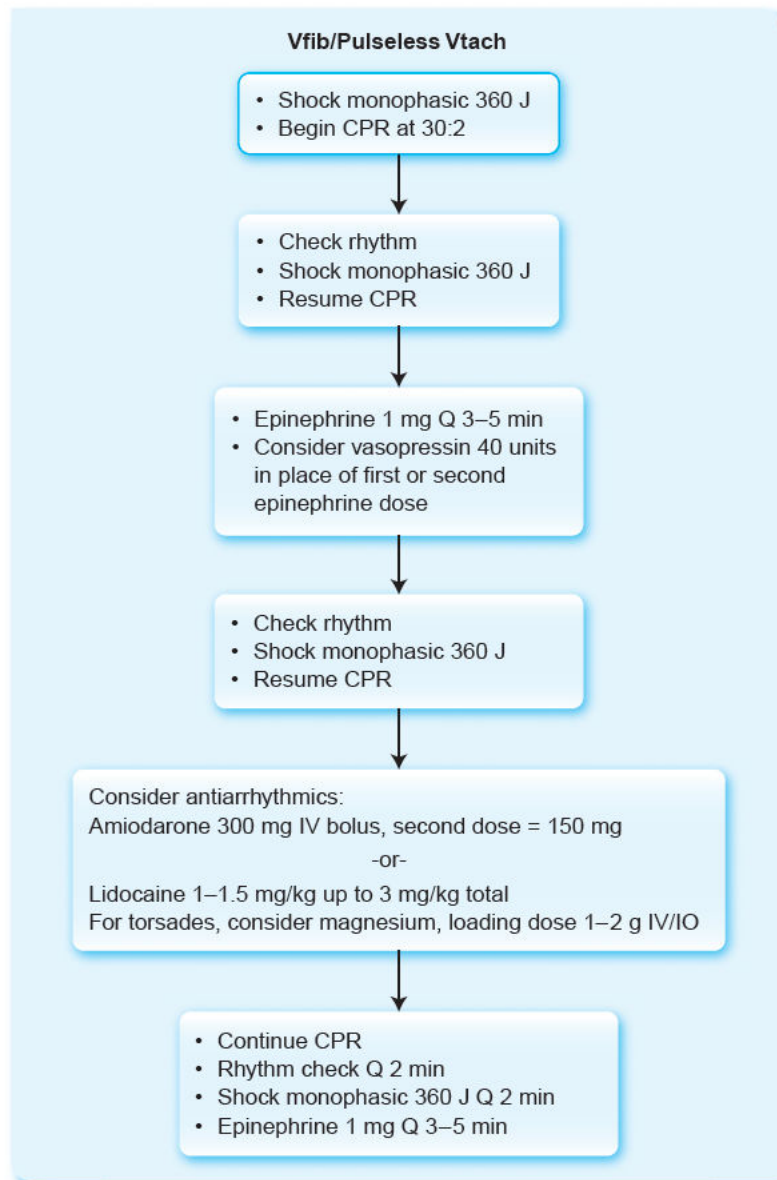 Vfib/Pulseless Vtach
• Shock monophasic 360 J
• Begin CPR at 30:2
• Check rhythm
• Shock monophasic 360 J
• Resume CPR
• Epinephrine 1 mg Q 3–5 min
• Consider vasopressin 40 units
in place of first or second
epinephrine dose
• Check rhythm
• Shock monophasic 360 J
• Resume CPR
Consider antiarrhythmics:
Amiodarone 300 mg IV bolus, second dose = 150 mg
-or-
Lidocaine 1–1.5 mg/kg up to 3 mg/kg total
For torsades, consider magnesium, loading dose 1–2 g IV/IO
• Continue CPR
• Rhythm check Q 2 min
• Shock monophasic 360 J Q 2 min
• Epinephrine 1 mg Q 3–5 min